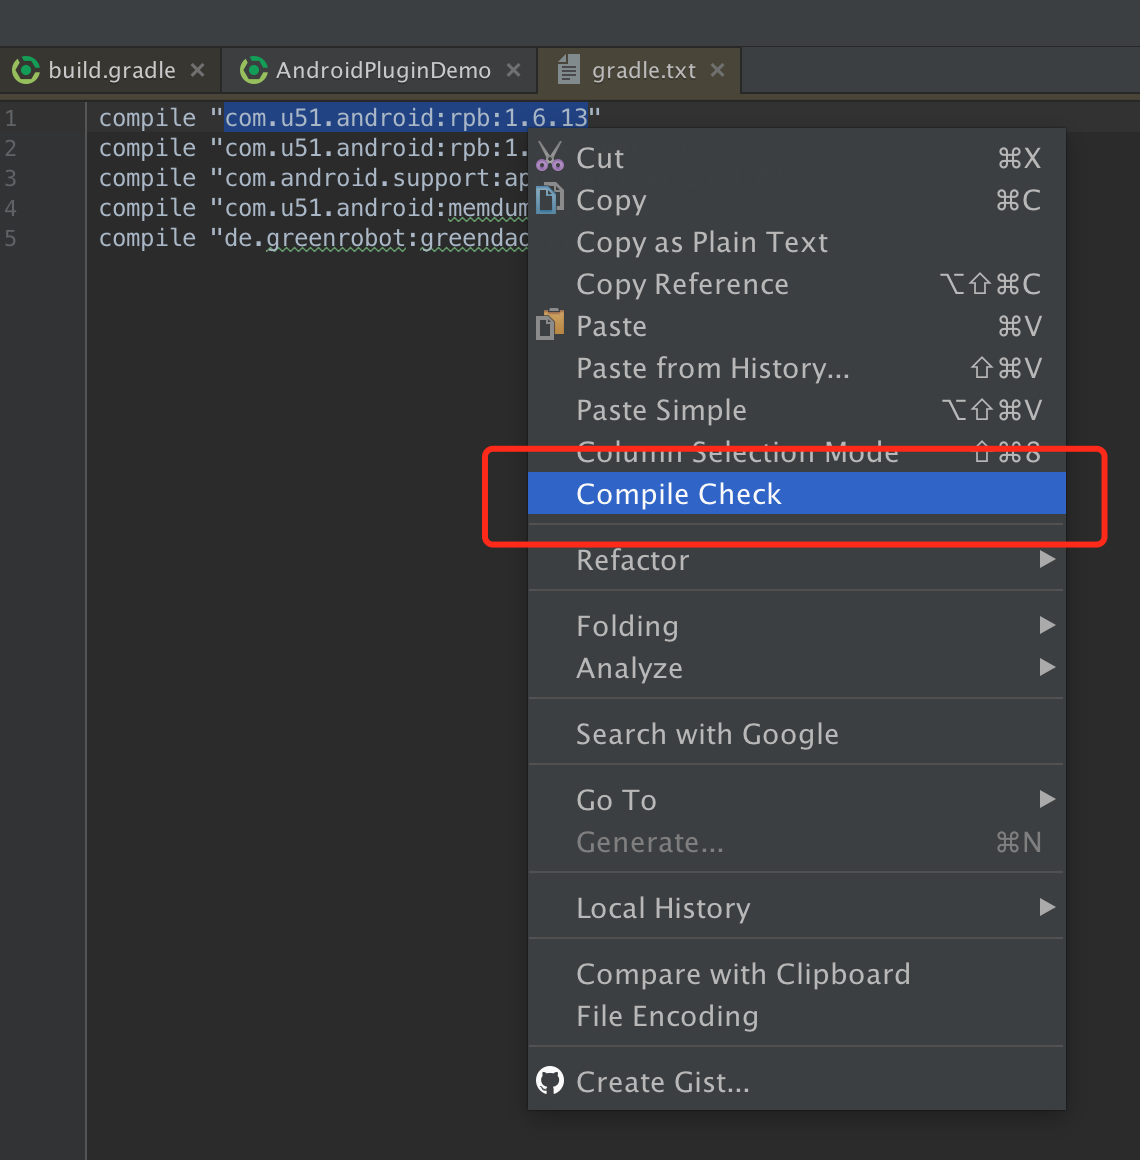 build.gradle
AndroidPluginDemo
gradle.txt
1 compile "com.u51.android:rpb:1.6.13"
2 compile "com.u51.android:rpb:1.
3 compile "com.android.support:ap
4 compile "com.u51.android:memdum
5 compile "de.greenrobot:greendao
Cut ⌘X
Copy ⌘C
Copy as Plain Text
Copy Reference ⌥⇧⌘C
Paste ⌘V
Paste from History... ⇧⌘V
Paste Simple ⌥⇧⌘V
Column Selection Mode ⇧⌘8
Compile Check
Refactor
Folding
Analyze
Search with Google
Go To
Generate... ⌘N
Local History
Compare with Clipboard
File Encoding
Create Gist...